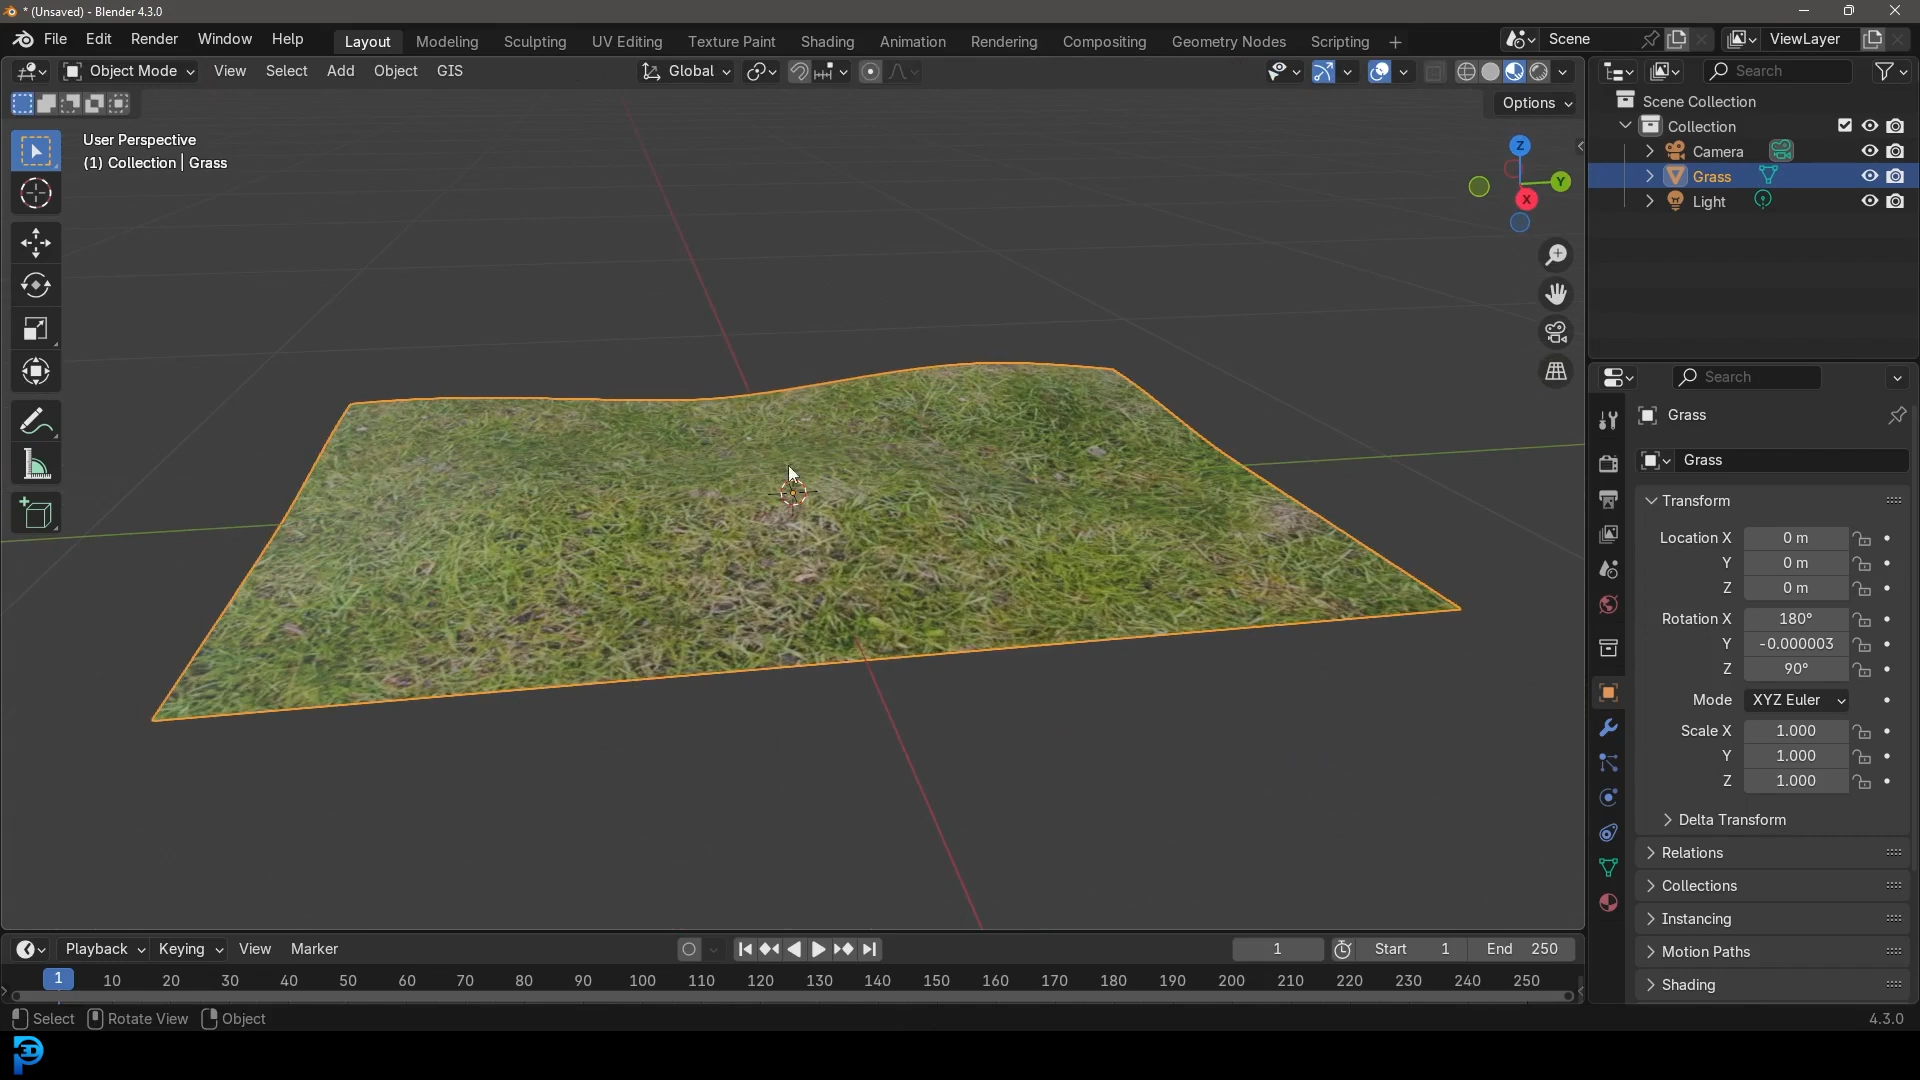 * (Unsaved) - Blender 4.3.0
File Edit Render Window Help Layout Modeling Sculpting UV Editing Texture Paint Shading Animation Rendering Compositing Geometry Nodes Scripting + Scene ViewLayer
Object Mode View Select Add Object GIS Global Search
Options
Scene Collection
Collection
Camera
Grass
Light
User Perspective
(1) Collection | Grass
Z
Y
X
Search
Grass
Grass
Transform
Location X 0 m
Y 0 m
Z 0 m
Rotation X 180°
Y -0.000003
Z 90°
Mode XYZ Euler
Scale X 1.000
Y 1.000
Z 1.000
Delta Transform
Relations
Collections
Instancing
Motion Paths
Shading
Playback Keying View Marker 1 Start 1 End 250
1 10 20 30 40 50 60 70 80 90 100 110 120 130 140 150 160 170 180 190 200 210 220 230 240 250
Select Rotate View Object 4.3.0
3D